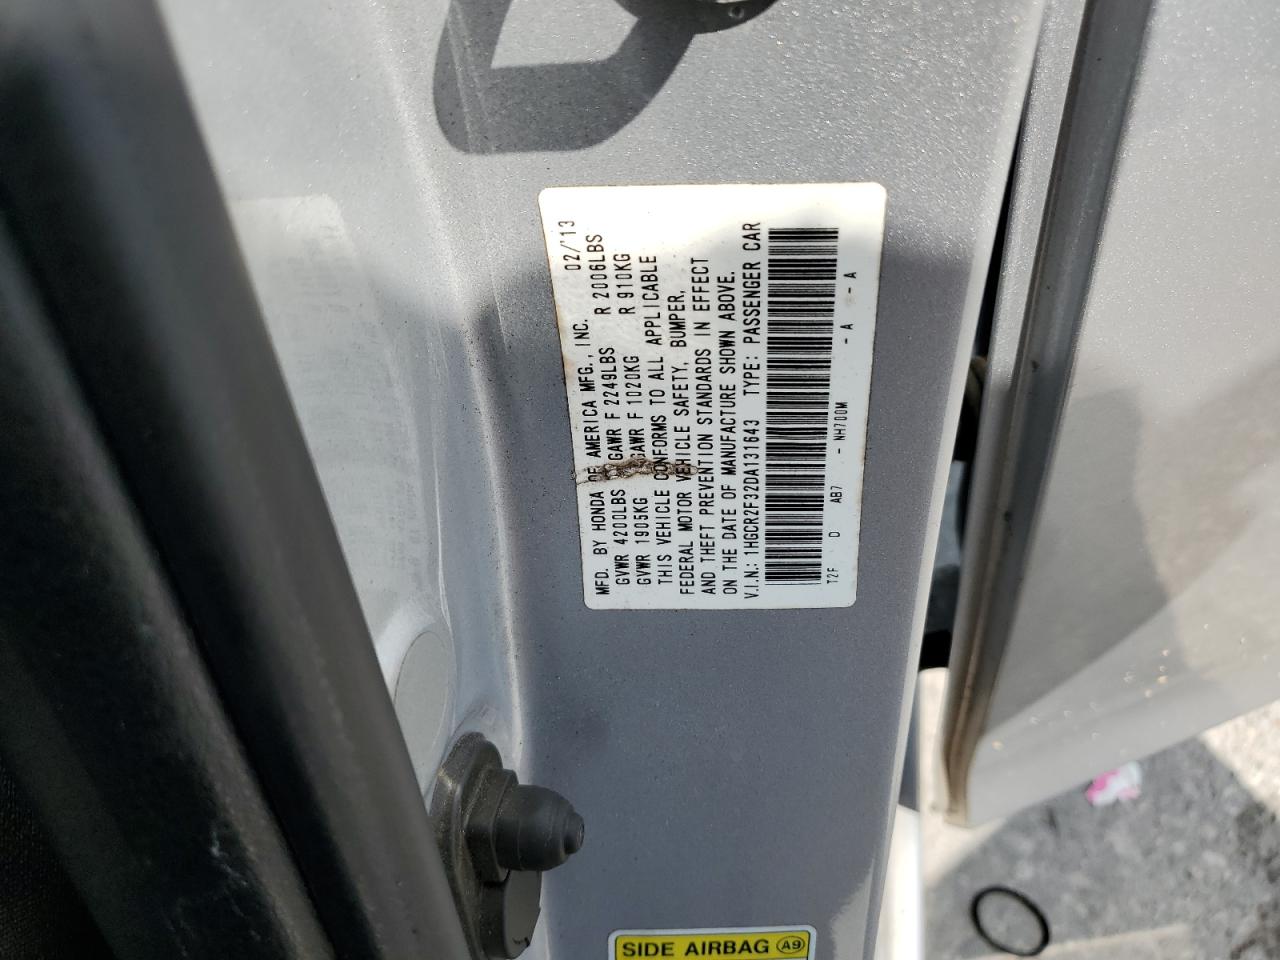 MFD. BY HONDA OF AMERICA MFG., INC. 02/'13
GVWR 4200LBS GAWR F 2249LBS R 2006LBS
GVWR 1905KG GAWR F 1020KG R 910KG
THIS VEHICLE CONFORMS TO ALL APPLICABLE
FEDERAL MOTOR VEHICLE SAFETY, BUMPER,
AND THEFT PREVENTION STANDARDS IN EFFECT
ON THE DATE OF MANUFACTURE SHOWN ABOVE.
V.I.N.: 1HGCR2F32DA131643 TYPE: PASSENGER CAR
T2F D AB7 - NH700M - A - A
SIDE AIRBAG A9